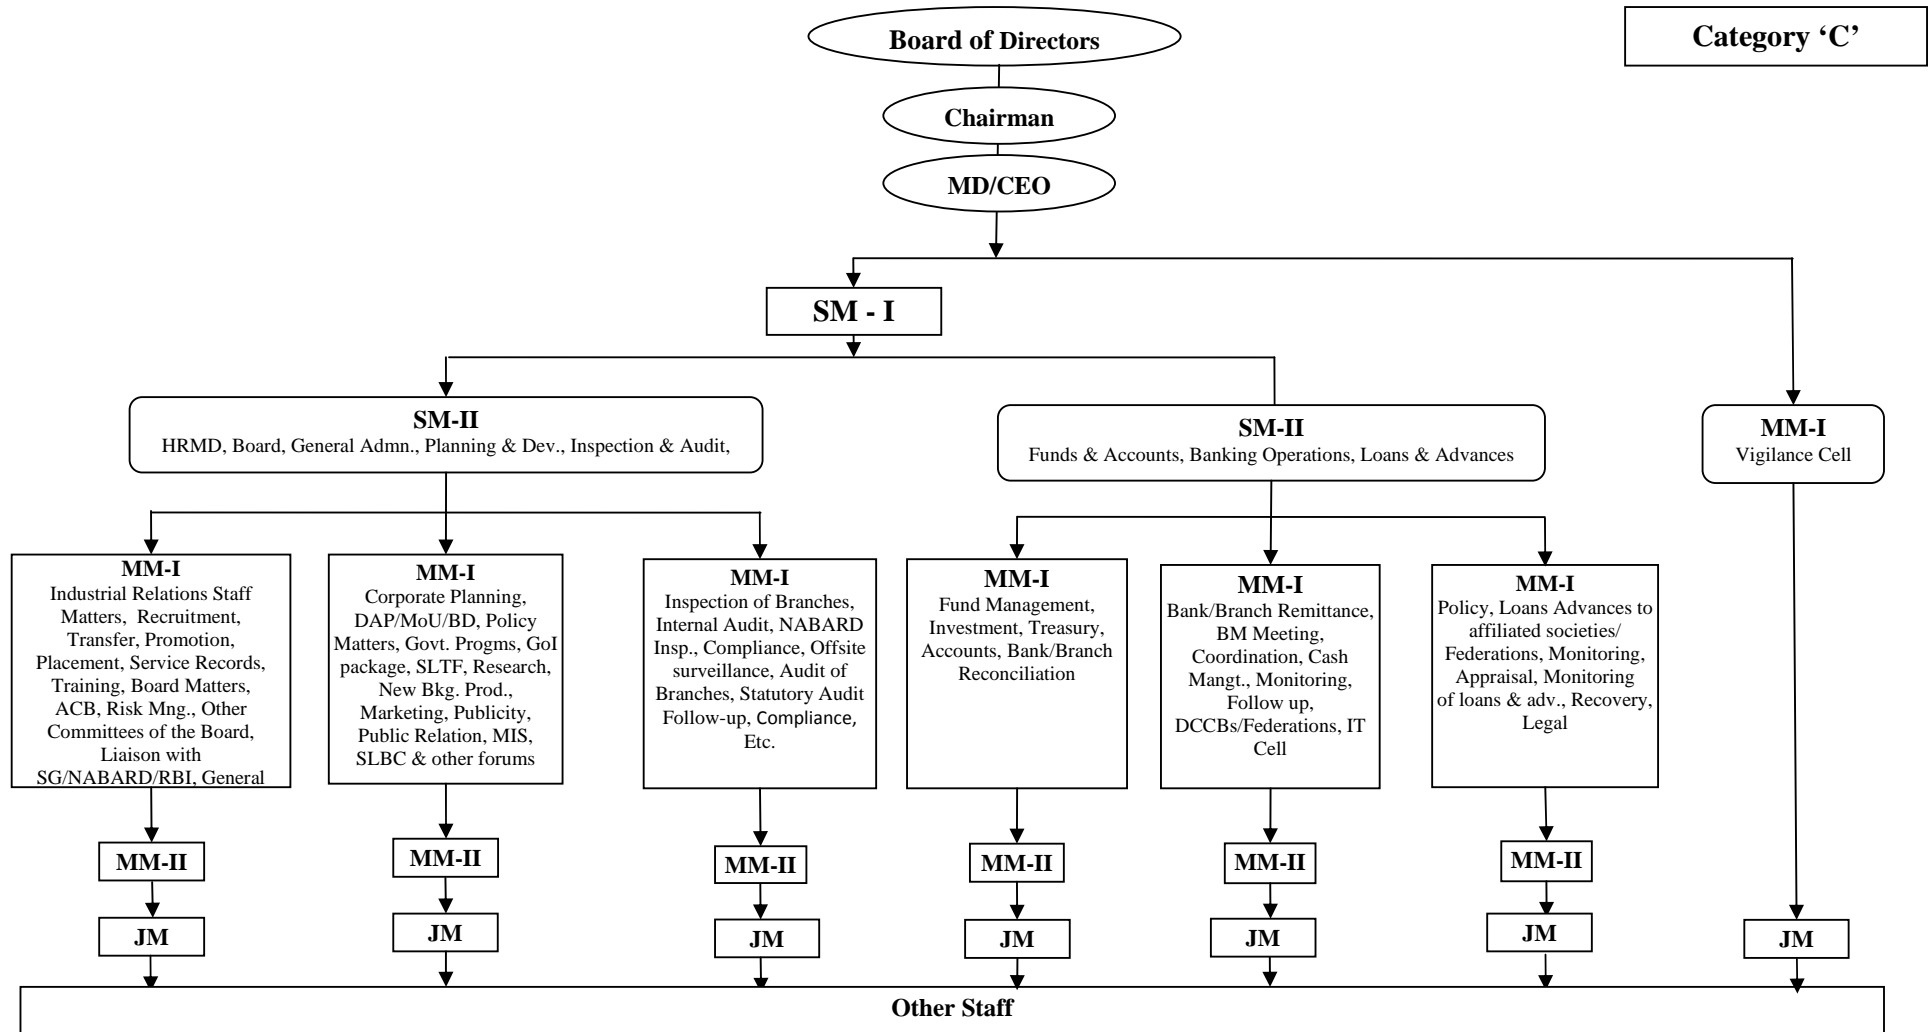 Board of Directors
Category ‘C’
Chairman
MD/CEO
SM - I
SM-II
HRMD, Board, General Admn., Planning & Dev., Inspection & Audit,
SM-II
Funds & Accounts, Banking Operations, Loans & Advances
MM-I
Vigilance Cell
MM-I
Industrial Relations Staff
Matters, Recruitment,
Transfer, Promotion,
Placement, Service Records,
Training, Board Matters,
ACB, Risk Mng., Other
Committees of the Board,
Liaison with
SG/NABARD/RBI, General
MM-I
Corporate Planning,
DAP/MoU/BD, Policy
Matters, Govt. Progms, GoI
package, SLTF, Research,
New Bkg. Prod.,
Marketing, Publicity,
Public Relation, MIS,
SLBC & other forums
MM-I
Inspection of Branches,
Internal Audit, NABARD
Insp., Compliance, Offsite
surveillance, Audit of
Branches, Statutory Audit
Follow-up, Compliance,
Etc.
MM-I
Fund Management,
Investment, Treasury,
Accounts, Bank/Branch
Reconciliation
MM-I
Bank/Branch Remittance,
BM Meeting,
Coordination, Cash
Mangt., Monitoring,
Follow up,
DCCBs/Federations, IT
Cell
MM-I
Policy, Loans Advances to
affiliated societies/
Federations, Monitoring,
Appraisal, Monitoring
of loans & adv., Recovery,
Legal
MM-II
MM-II
MM-II
MM-II
MM-II
MM-II
JM
JM
JM
JM
JM
JM
JM
Other Staff